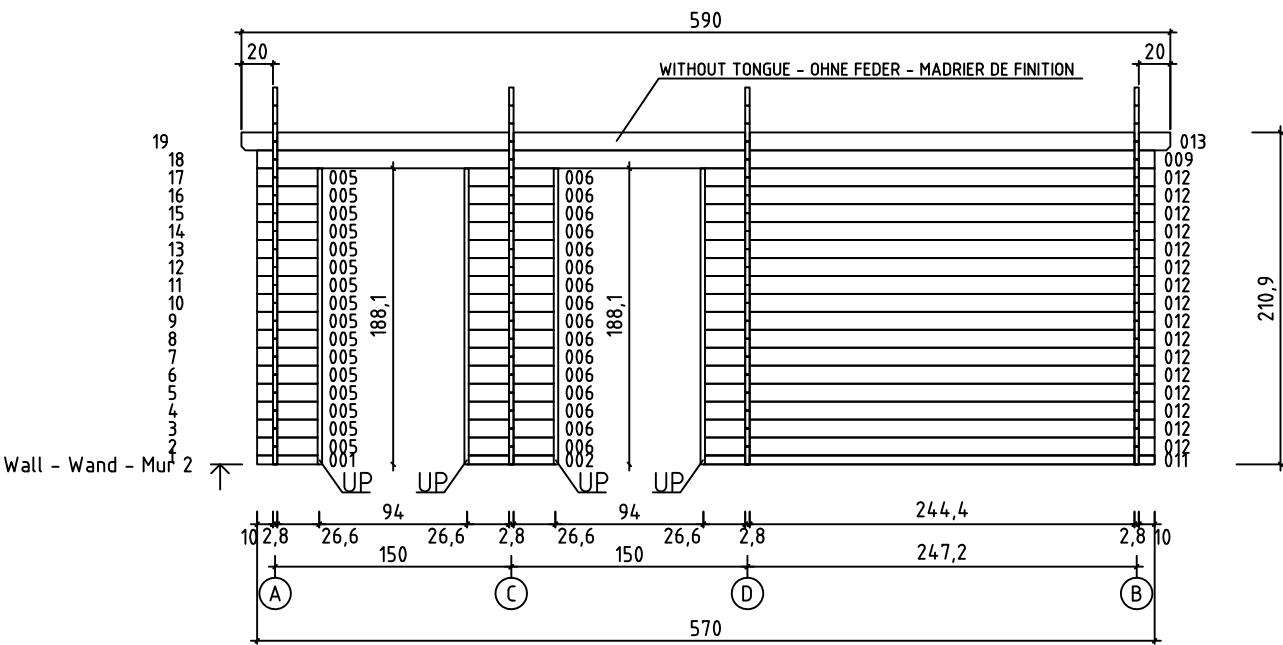 590
20 20
WITHOUT TONGUE - OHNE FEDER - MADRIER DE FINITION
19 013
18 009
17 005 006 012
16 005 006 012
15 005 006 012
14 005 006 012
13 005 006 012
12 005 006 012
11 005 006 012
10 005 006 012
9 005 006 012
8 005 006 012
7 005 006 012
6 005 006 012
5 005 006 012
4 005 006 012
3 005 006 012
2 005 006 012
1 001 002 011
188,1 188,1 210,9
Wall - Wand - Mur 2
UP UP UP UP
94 94 244,4
10 2,8 26,6 26,6 2,8 26,6 26,6 2,8 2,8 10
150 150 247,2
A C D B
570